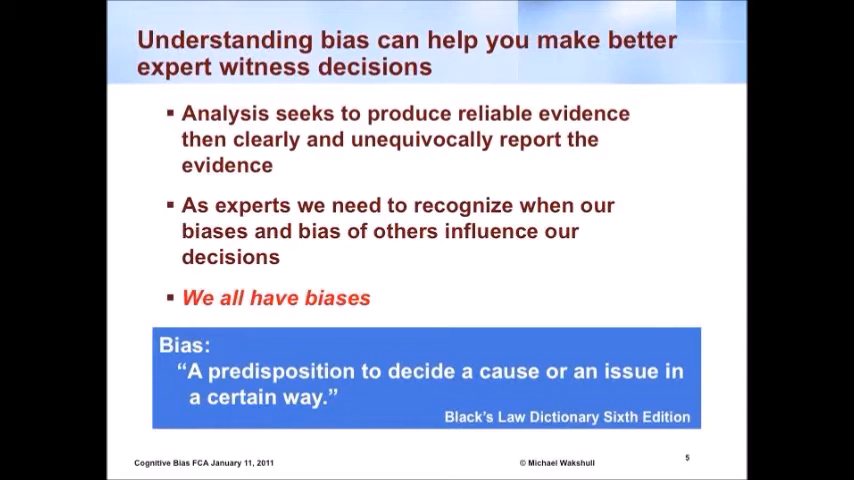 Understanding bias can help you make better
expert witness decisions
▪ Analysis seeks to produce reliable evidence
then clearly and unequivocally report the
evidence
▪ As experts we need to recognize when our
biases and bias of others influence our
decisions
▪ We all have biases
Bias:
“A predisposition to decide a cause or an issue in
a certain way.”
Black’s Law Dictionary Sixth Edition
Cognitive Bias FCA January 11, 2011
© Michael Wakshull
5